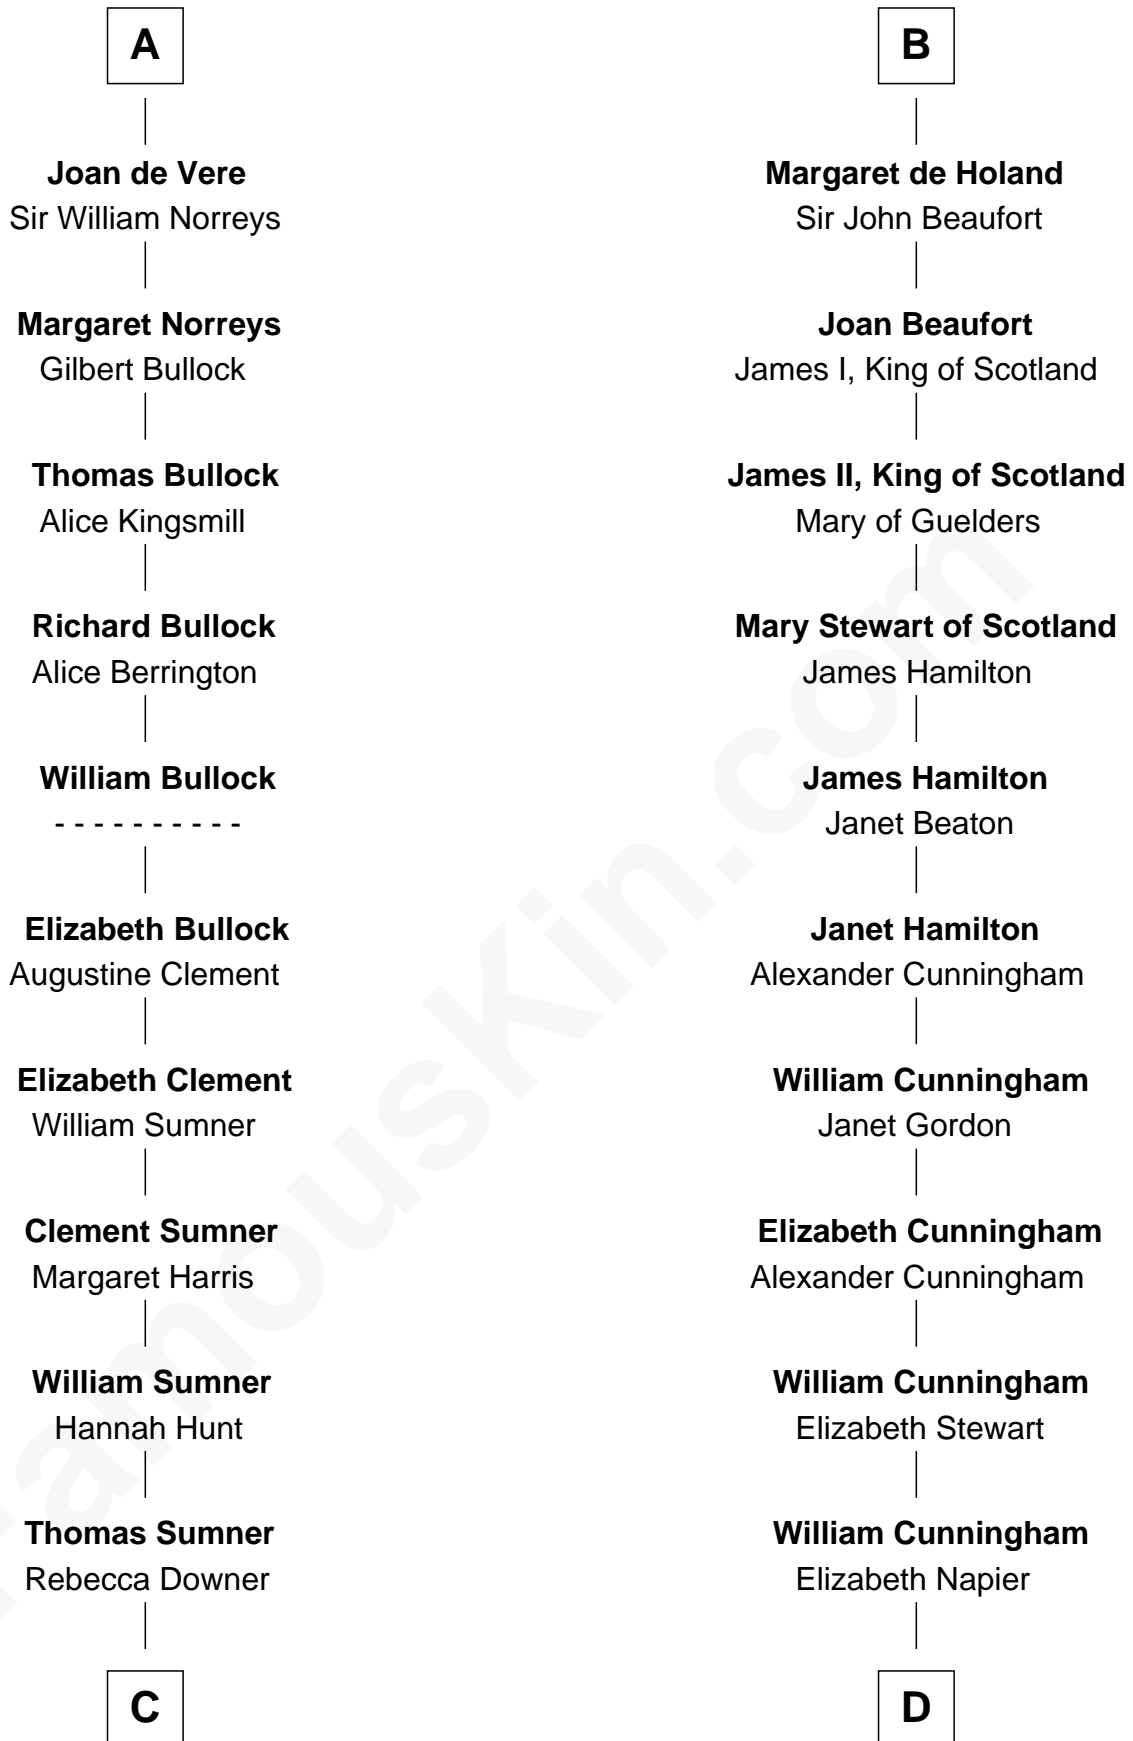 A
Joan de Vere
Sir William Norreys
Margaret Norreys
Gilbert Bullock
Thomas Bullock
Alice Kingsmill
Richard Bullock
Alice Berrington
William Bullock
- - - - - - - - - -
Elizabeth Bullock
Augustine Clement
Elizabeth Clement
William Sumner
Clement Sumner
Margaret Harris
William Sumner
Hannah Hunt
Thomas Sumner
Rebecca Downer
C
B
Margaret de Holand
Sir John Beaufort
Joan Beaufort
James I, King of Scotland
James II, King of Scotland
Mary of Guelders
Mary Stewart of Scotland
James Hamilton
James Hamilton
Janet Beaton
Janet Hamilton
Alexander Cunningham
William Cunningham
Janet Gordon
Elizabeth Cunningham
Alexander Cunningham
William Cunningham
Elizabeth Stewart
William Cunningham
Elizabeth Napier
D
FamousKin.com